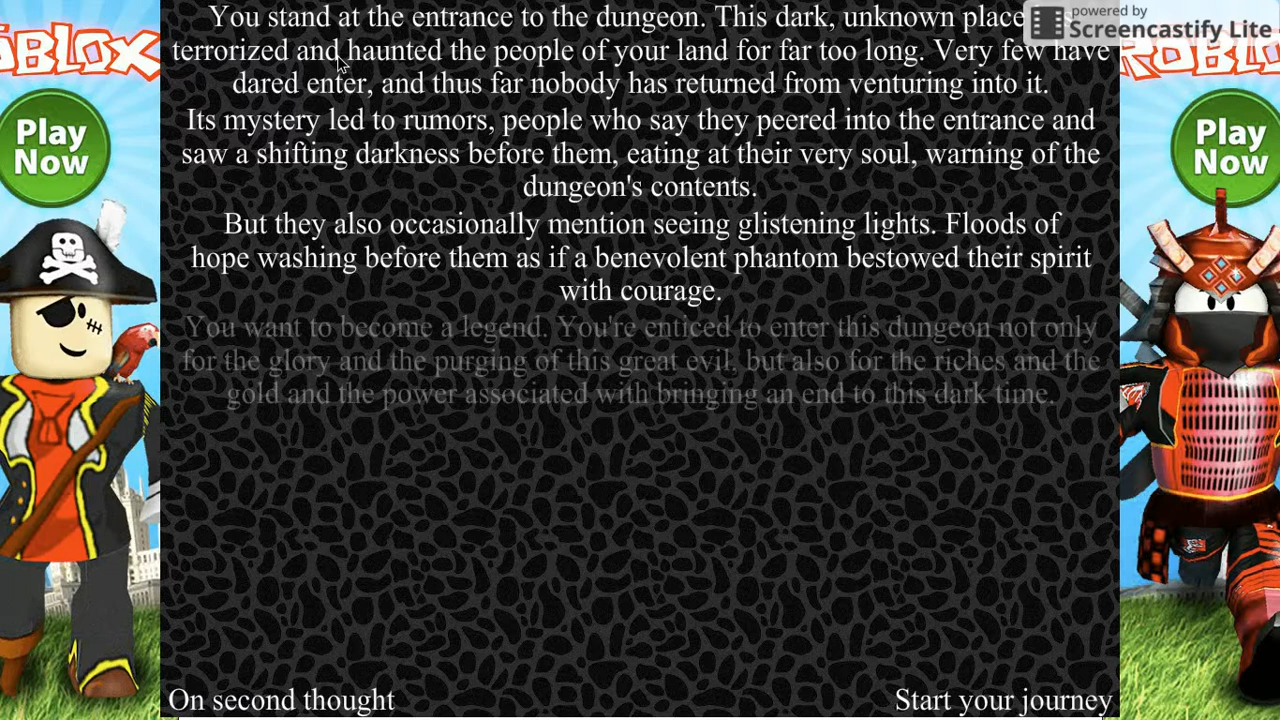 You stand at the entrance to the dungeon. This dark, unknown place
powered by
Screencastify Lite
terrorized and haunted the people of your land for far too long. Very few have
dared enter, and thus far nobody has returned from venturing into it.
Its mystery led to rumors, people who say they peered into the entrance and
saw a shifting darkness before them, eating at their very soul, warning of the
dungeon's contents.
But they also occasionally mention seeing glistening lights. Floods of
hope washing before them as if a benevolent phantom bestowed their spirit
with courage.
You want to become a legend. You're enticed to enter this dungeon not only
for the glory and the purging of this great evil, but also for the riches and the
gold and the power associated with bringing an end to this dark time.
On second thought
Start your journey
OBLOX
Play
Now
ROBLO
Play
Now